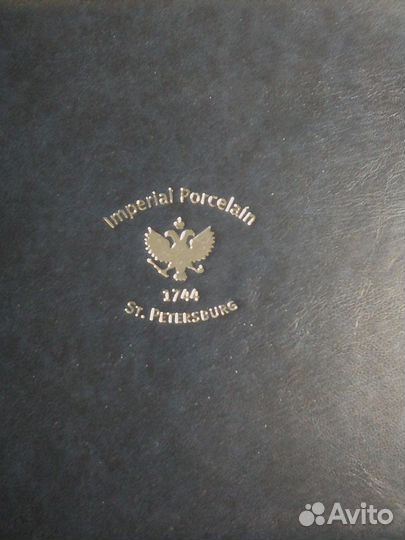 Imperial Porcelain
1744
St. Petersburg
Avito